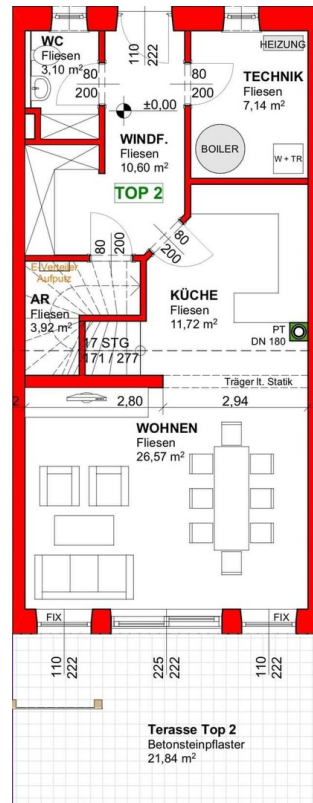 WC
Fliesen
3,10 m²
80
200
110
222
80
200
HEIZUNG
TECHNIK
Fliesen
7,14 m²
±0,00
WINDF.
Fliesen
10,60 m²
BOILER
W + TR
TOP 2
80
200
80
200
E-Verteiler
Aufputz
AR
Fliesen
3,92 m²
KÜCHE
Fliesen
11,72 m²
PT
DN 180
17 STG
171 / 277
Träger lt. Statik
2
2,80
2,94
WOHNEN
Fliesen
26,57 m²
FIX
FIX
110
222
225
222
110
222
Terasse Top 2
Betonsteinpflaster
21,84 m²